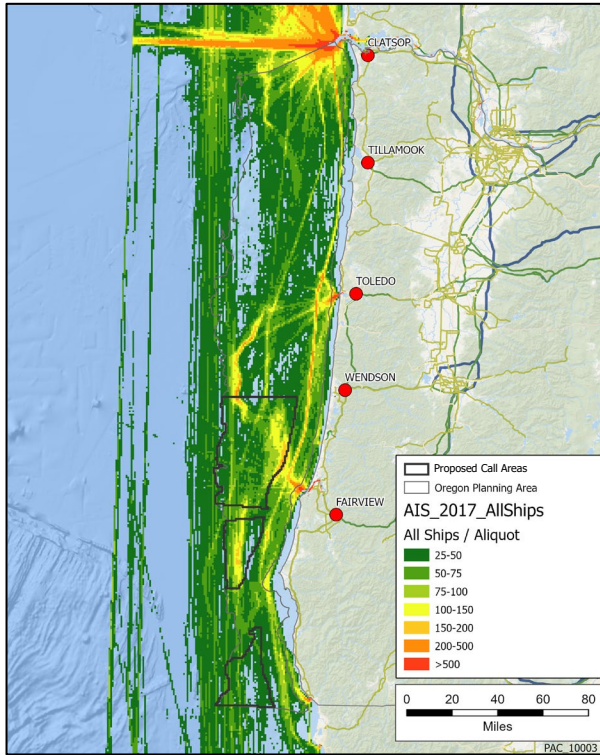 CLATSOP
TILLAMOOK
TOLEDO
WENDSON
FAIRVIEW
Proposed Call Areas
Oregon Planning Area
AIS_2017_AllShips
All Ships / Aliquot
25-50
50-75
75-100
100-150
150-200
200-500
>500
0 20 40 60 80
Miles
PAC_10003